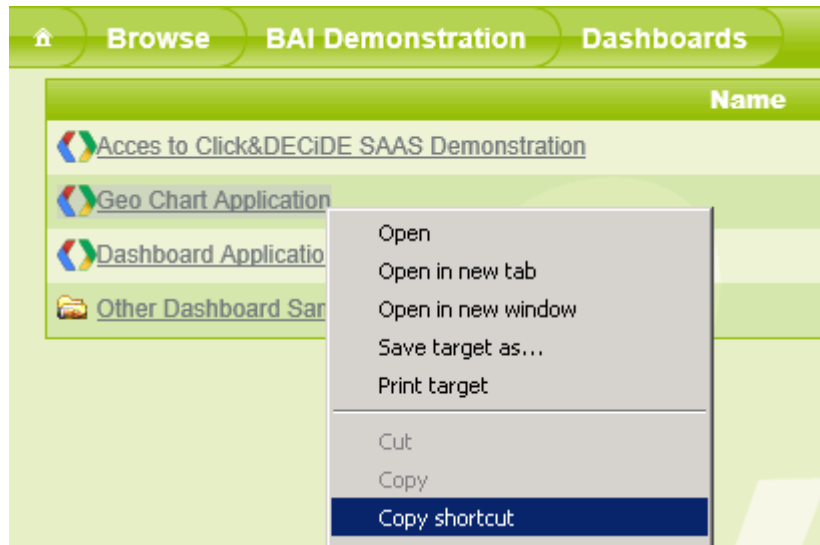 Browse BAI Demonstration Dashboards
Name
Acces to Click&DECiDE SAAS Demonstration
Geo Chart Application
Dashboard Applicatio
Other Dashboard Sar
Open
Open in new tab
Open in new window
Save target as...
Print target
Cut
Copy
Copy shortcut